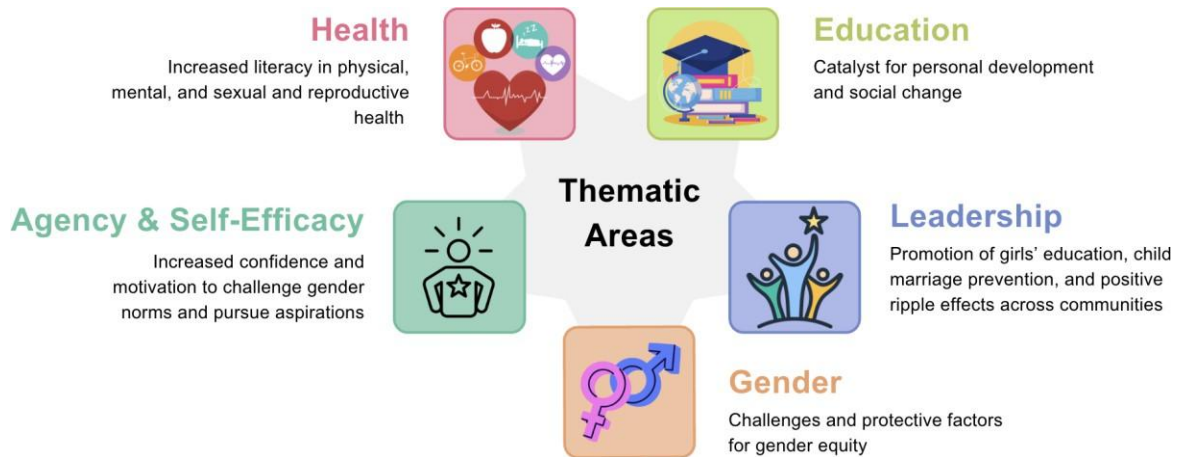 Health
Increased literacy in physical,
mental, and sexual and reproductive
health
Education
Catalyst for personal development
and social change
Thematic
Areas
Agency & Self-Efficacy
Increased confidence and
motivation to challenge gender
norms and pursue aspirations
Leadership
Promotion of girls' education, child
marriage prevention, and positive
ripple effects across communities
Gender
Challenges and protective factors
for gender equity